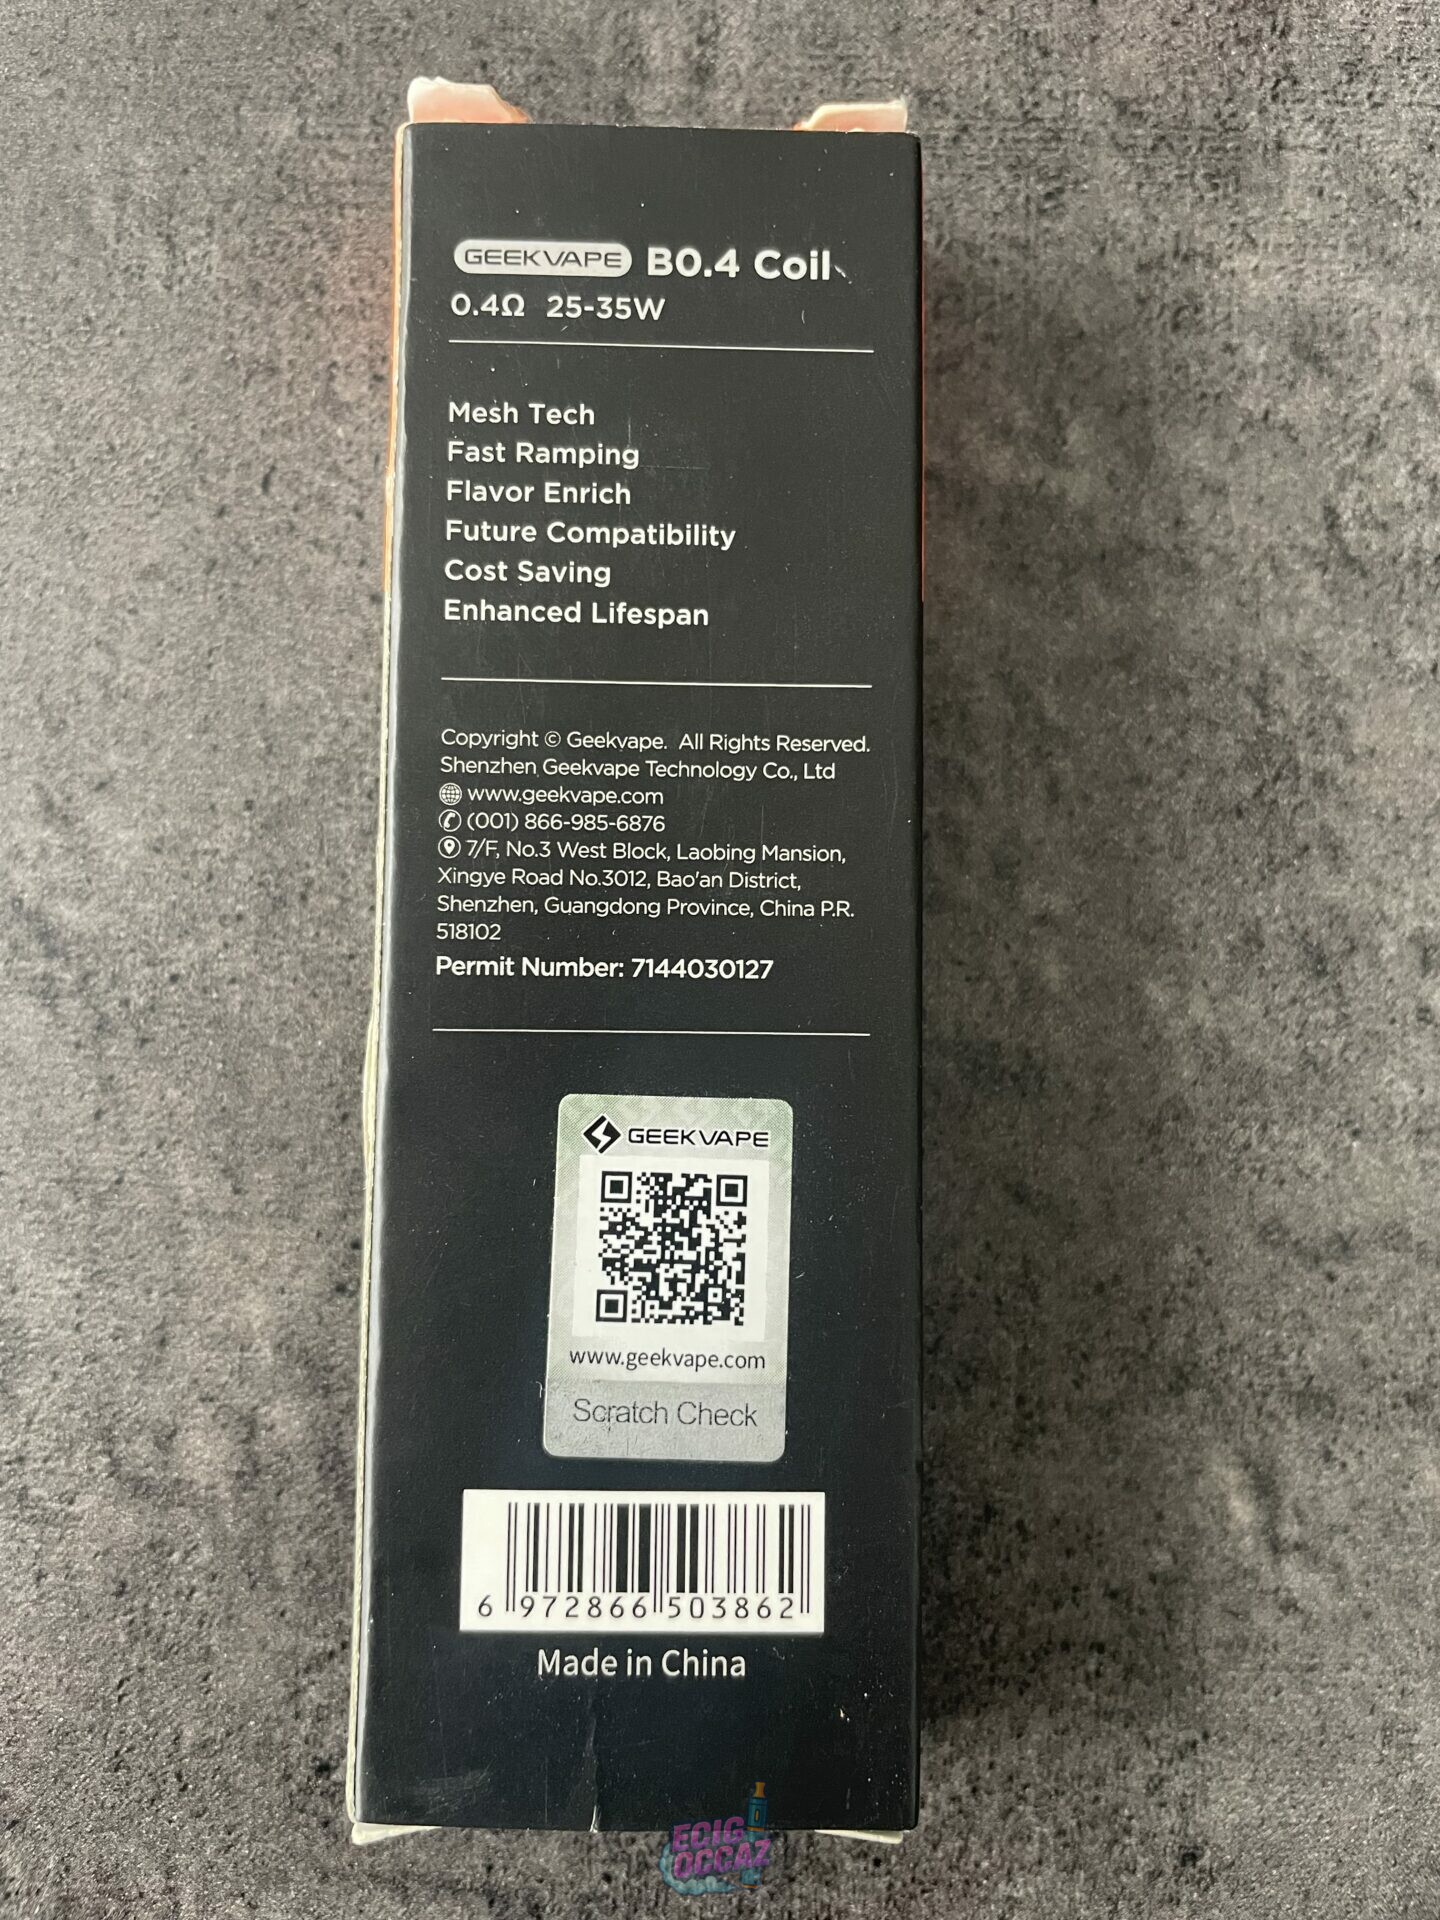 GEEKVAPE B0.4 Coil
0.4Ω 25-35W
Mesh Tech
Fast Ramping
Flavor Enrich
Future Compatibility
Cost Saving
Enhanced Lifespan
Copyright © Geekvape. All Rights Reserved.
Shenzhen Geekvape Technology Co., Ltd
www.geekvape.com
(001) 866-985-6876
7/F, No.3 West Block, Laobing Mansion,
Xingye Road No.3012, Bao'an District,
Shenzhen, Guangdong Province, China P.R.
518102
Permit Number: 7144030127
GEEKVAPE
www.geekvape.com
Scratch Check
6 972866 503862
Made in China
ECIG
OCCAZ